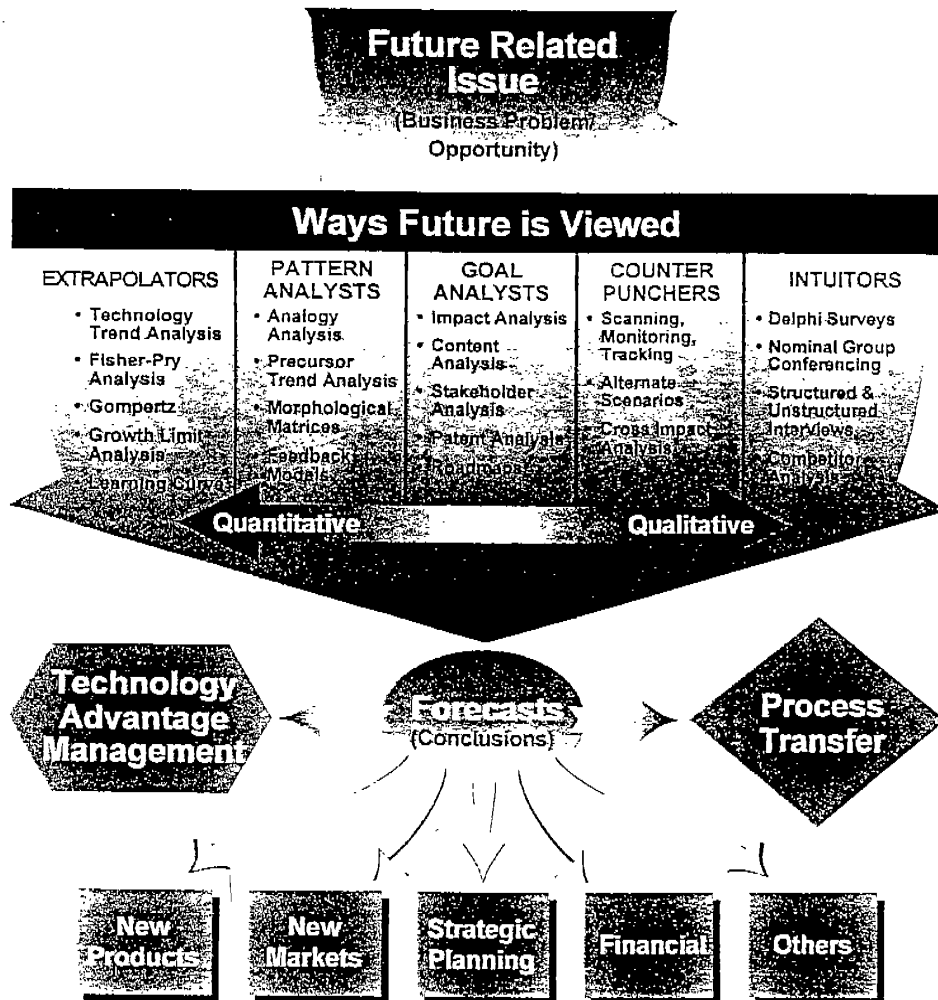 Future Related
Issue
(Business Problem/
Opportunity)
Ways Future is Viewed
EXTRAPOLATORS
• Technology
Trend Analysis
• Fisher-Pry
Analysis
• Gompertz
• Growth Limit
Analysis
Learning Curve
PATTERN
ANALYSTS
• Analogy
Analysis
• Precursor
Trend Analysis
• Morphological
Matrices
• Feedback
Models
GOAL
ANALYSTS
• Impact Analysis
• Content
Analysis
• Stakeholder
Analysis
• Patent Analysis
• Roadmaps
COUNTER
PUNCHERS
• Scanning,
Monitoring,
Tracking
• Alternate
Scenarios
• Cross Impact
Analysis
INTUITORS
• Delphi Surveys
• Nominal Group
Conferencing
• Structured &
Unstructured
Interviews
• Competitor
Analysis
Quantitative
Qualitative
Technology
Advantage
Management
Forecasts
(Conclusions)
Process
Transfer
New
Products
New
Markets
Strategic
Planning
Financial
Others